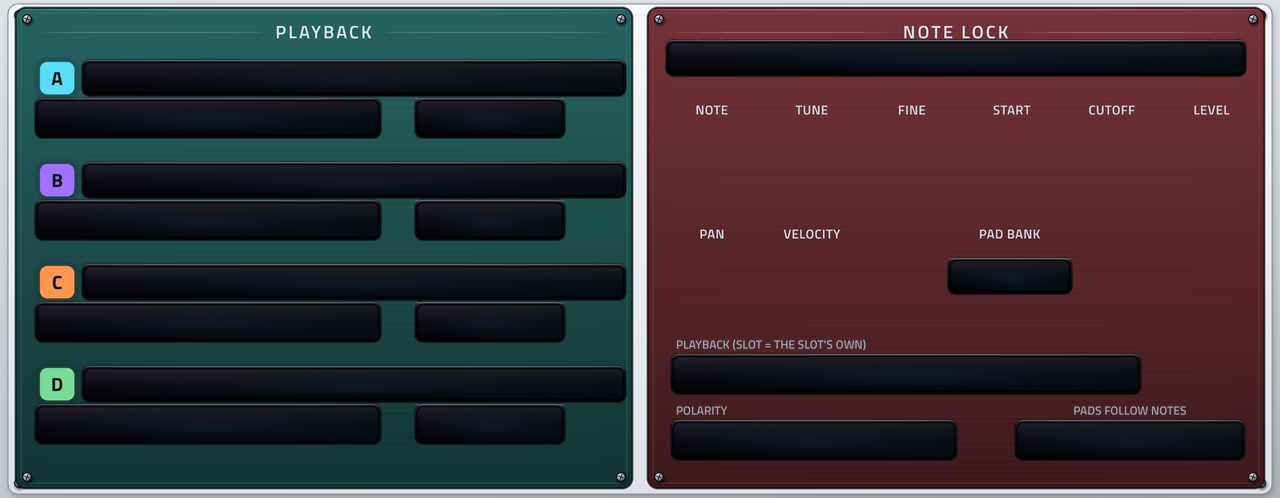 PLAYBACK
A
B
C
D
NOTE LOCK
NOTE TUNE FINE START CUTOFF LEVEL
PAN VELOCITY PAD BANK
PLAYBACK (SLOT = THE SLOT'S OWN)
POLARITY PADS FOLLOW NOTES